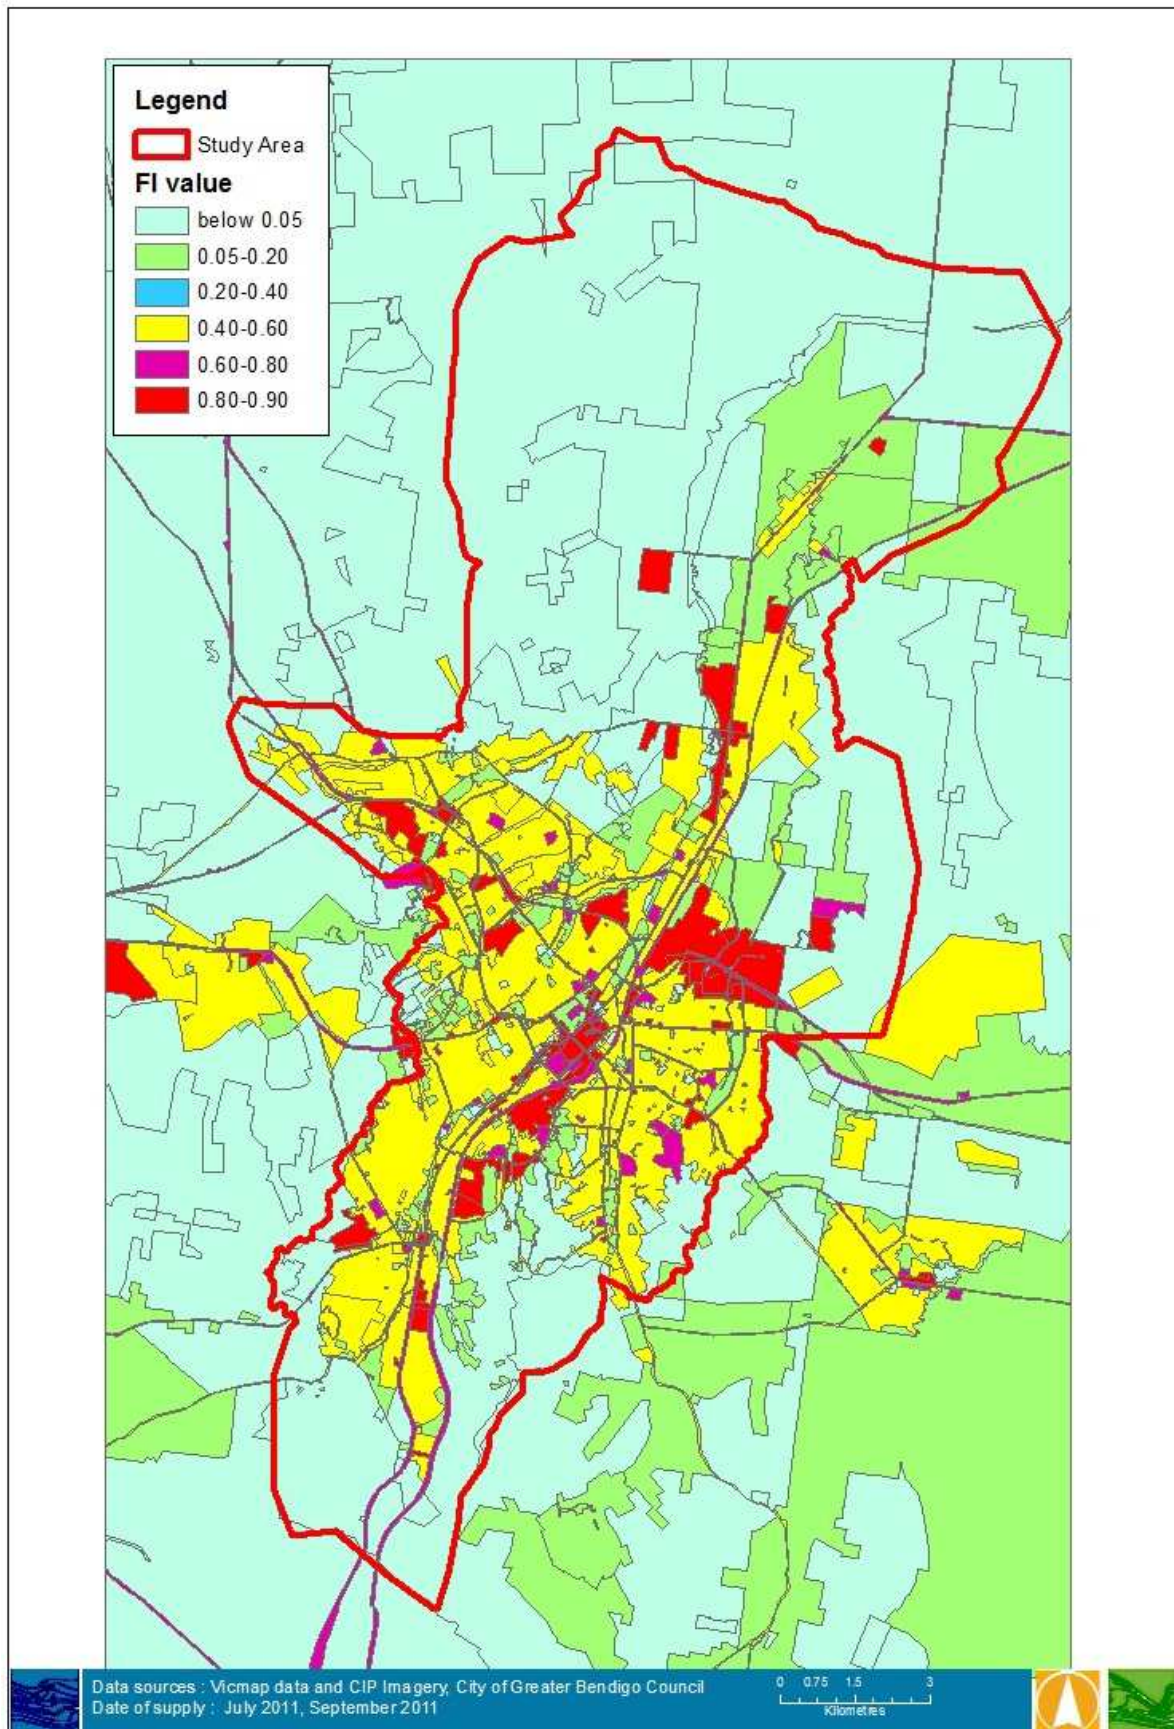 Legend
Study Area
FI value
below 0.05
0.05-0.20
0.20-0.40
0.40-0.60
0.60-0.80
0.80-0.90
Data sources : Vicmap data and CIP Imagery, City of Greater Bendigo Council
Date of supply : July 2011, September 2011
0 0.75 1.5 3
Kilometres